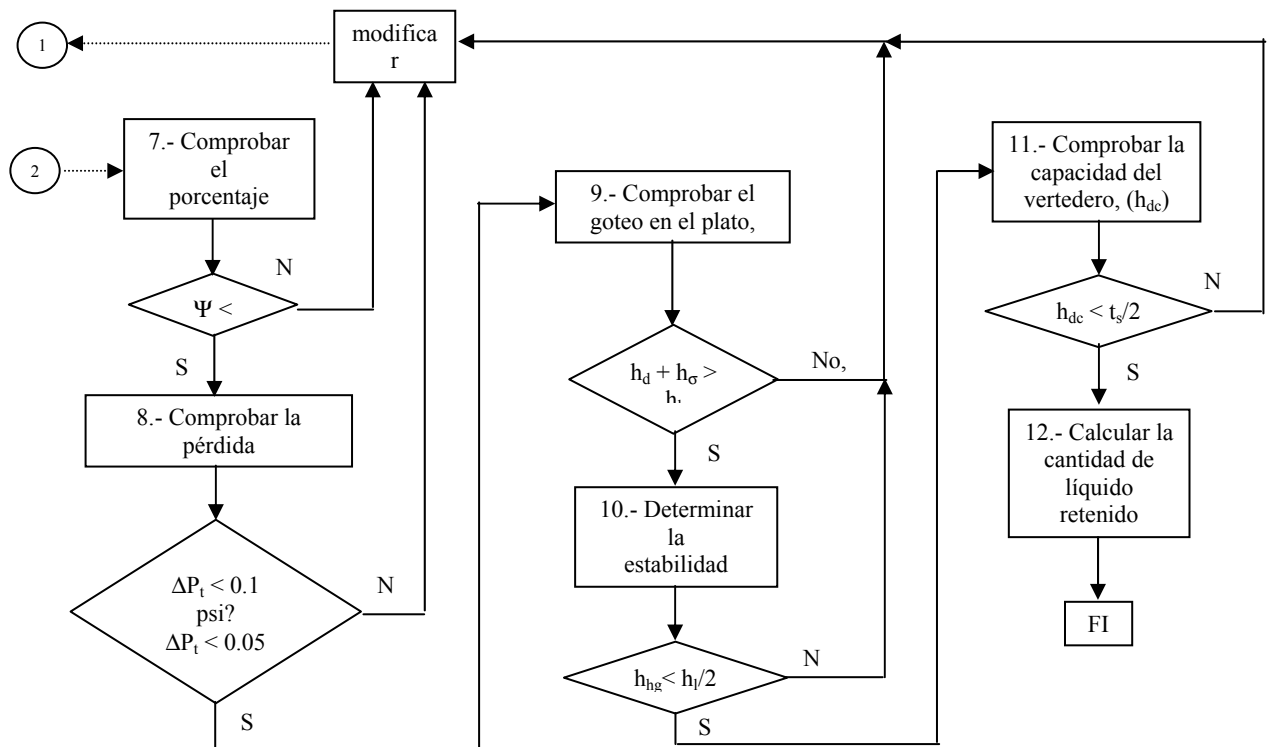 1
modifica
r
2
7.- Comprobar
el
porcentaje
N
Ψ <
S
8.- Comprobar la
pérdida
ΔPt < 0.1
psi?
ΔPt < 0.05
N
S
9.- Comprobar el
goteo en el plato,
hd + hσ >
No,
S
10.- Determinar
la
estabilidad
hhg< hl/2
N
S
11.- Comprobar la
capacidad del
vertedero, (hdc)
N
hdc < ts/2
S
12.- Calcular la
cantidad de
líquido
retenido
FI